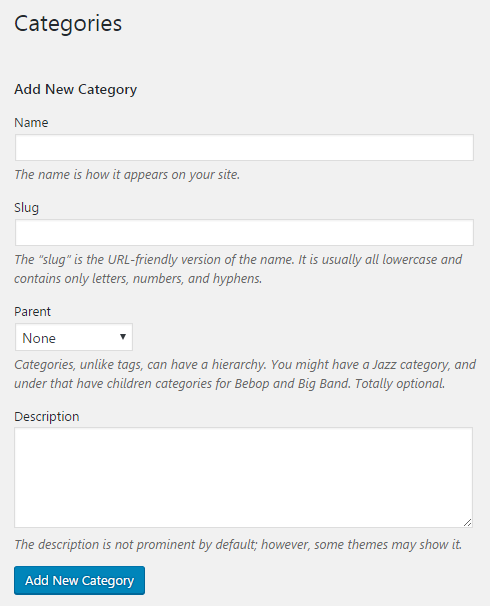 Categories
Add New Category
Name
The name is how it appears on your site.
Slug
The "slug" is the URL-friendly version of the name. It is usually all lowercase and
contains only letters, numbers, and hyphens.
Parent
None
Categories, unlike tags, can have a hierarchy. You might have a Jazz category, and
under that have children categories for Bebop and Big Band. Totally optional.
Description
The description is not prominent by default; however, some themes may show it.
Add New Category